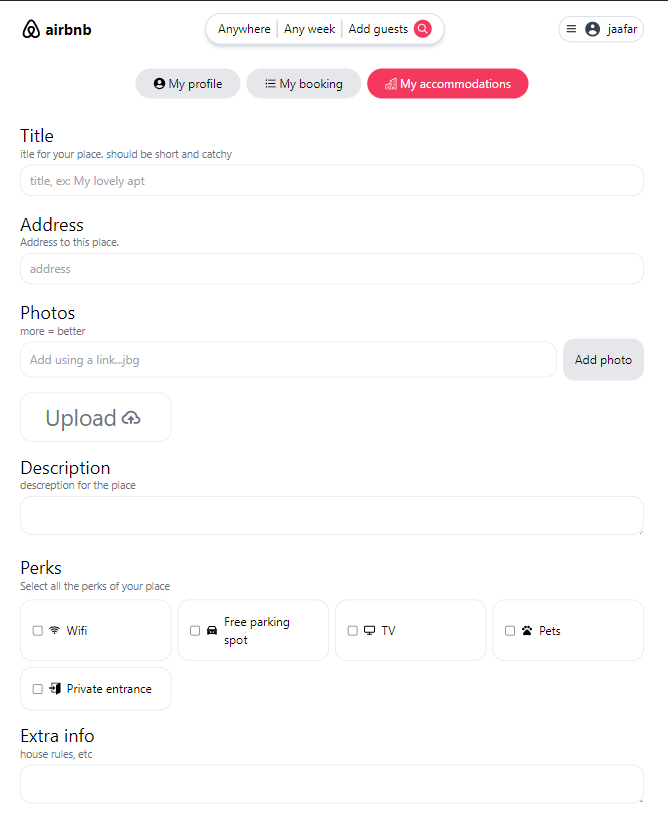 airbnb
Anywhere Any week Add guests
jaafar
My profile My booking My accommodations
Title
itle for your place. should be short and catchy
title, ex: My lovely apt
Address
Address to this place.
address
Photos
more = better
Add using a link...jbg
Add photo
Upload
Description
descreption for the place
Perks
Select all the perks of your place
Wifi
Free parking
spot
TV
Pets
Private entrance
Extra info
house rules, etc